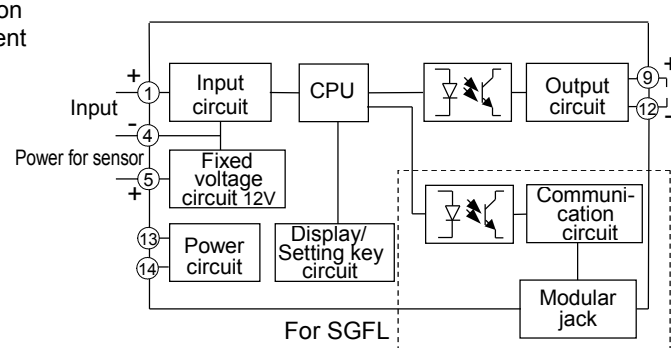 on
ent
+
1
Input
-
4
Power for sensor
5
+
13
14
Input
circuit
Fixed
voltage
circuit 12V
Power
circuit
CPU
Display/
Setting key
circuit
Output
circuit
9
+
12
-
Communi-
cation
circuit
Modular
jack
For SGFL